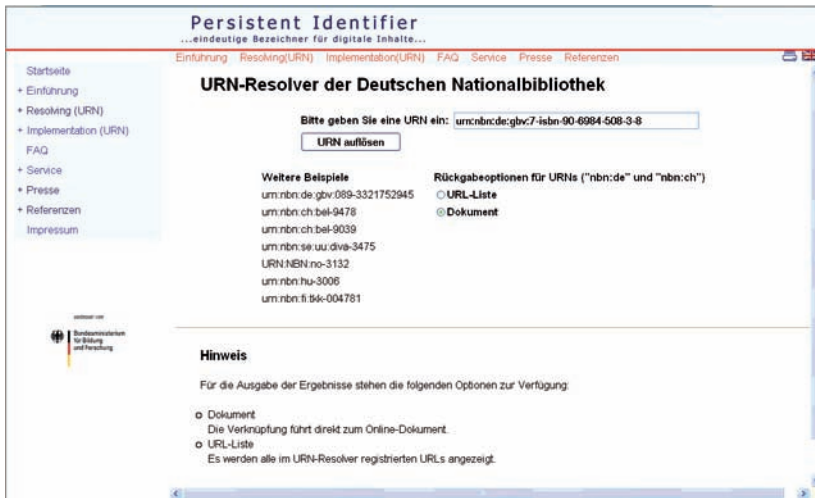 Persistent Identifier
...eindeutige Bezeichner für digitale Inhalte...
Einführung Resolving(URN) Implementation(URN) FAQ Service Presse Referenzen
Startseite
+ Einführung
+ Resolving (URN)
+ Implementation (URN)
FAQ
+ Service
+ Presse
+ Referenzen
Impressum
URN-Resolver der Deutschen Nationalbibliothek
Bitte geben Sie eine URN ein: urn:nbn:de:gbv:7-isbn-90-6984-508-3-8
URN auflösen
Weitere Beispiele
urn:nbn:de:gbv:089-3321752945
urn:nbn:ch:bel-9478
urn:nbn:ch:bel-9039
urn:nbn:se:uu:diva-3475
URN:NBN:no-3132
urn:nbn:hu-3006
urn:nbn:fi:tkk-004781
Rückgabeoptionen für URNs ("nbn:de" und "nbn:ch")
URL-Liste
Dokument
Bundesministerium
für Bildung
und Forschung
Hinweis
Für die Ausgabe der Ergebnisse stehen die folgenden Optionen zur Verfügung:
Dokument
Die Verknüpfung führt direkt zum Online-Dokument.
URL-Liste
Es werden alle im URN-Resolver registrierten URLs angezeigt.